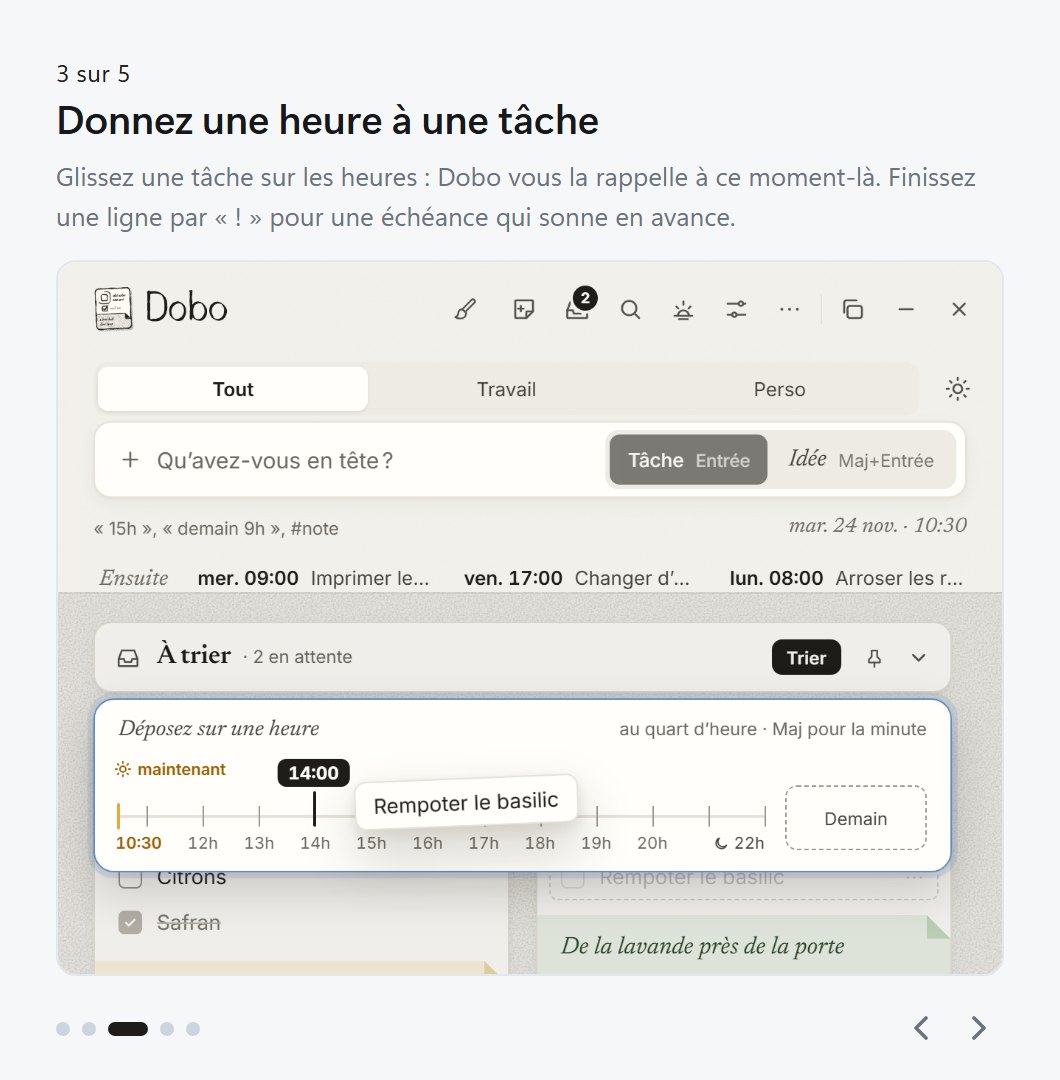 3 sur 5
Donnez une heure à une tâche
Glissez une tâche sur les heures : Dobo vous la rappelle à ce moment-là. Finissez
une ligne par « ! » pour une échéance qui sonne en avance.
Dobo
2
Tout Travail Perso
Qu’avez-vous en tête ? Tâche Entrée Idée Maj+Entrée
« 15h », « demain 9h », #note mar. 24 nov. · 10:30
Ensuite mer. 09:00 Imprimer le… ven. 17:00 Changer d’… lun. 08:00 Arroser les r…
À trier · 2 en attente Trier
Déposez sur une heure au quart d’heure · Maj pour la minute
maintenant 14:00
Rempoter le basilic
10:30 12h 13h 14h 15h 16h 17h 18h 19h 20h 22h Demain
Citrons Rempoter le basilic
Safran
De la lavande près de la porte